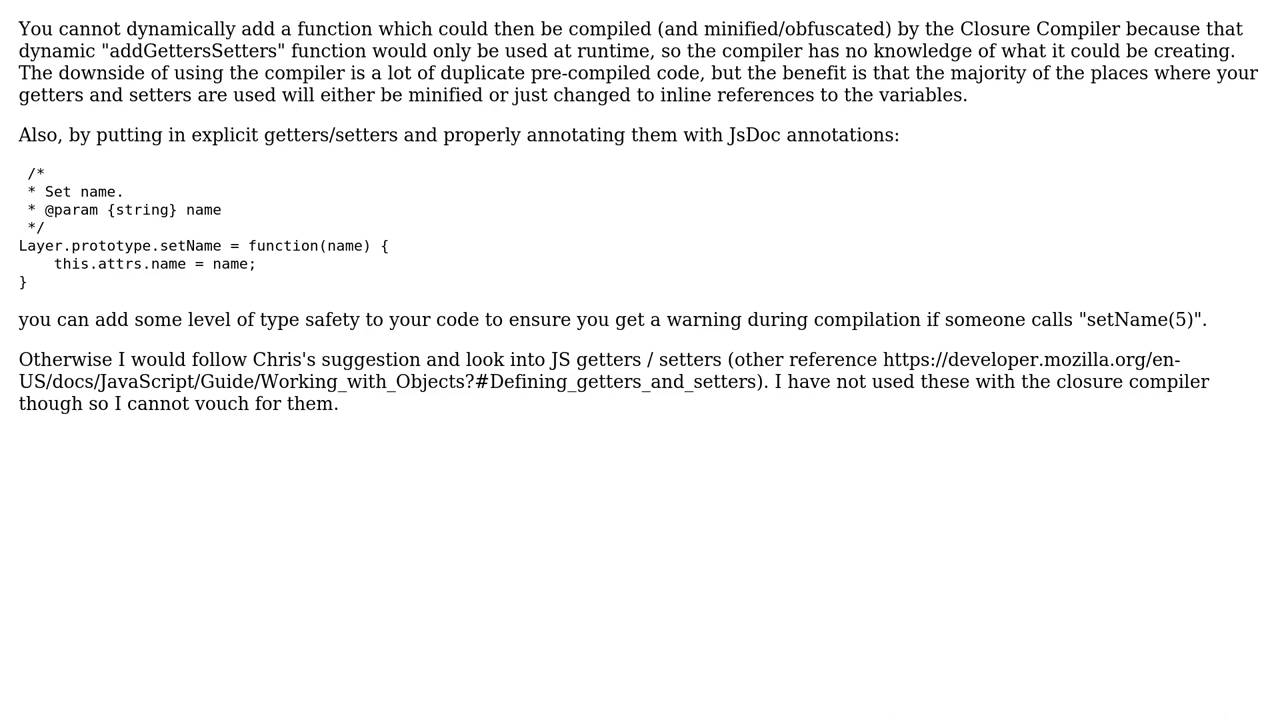 You cannot dynamically add a function which could then be compiled (and minified/obfuscated) by the Closure Compiler because that
dynamic "addGettersSetters" function would only be used at runtime, so the compiler has no knowledge of what it could be creating.
The downside of using the compiler is a lot of duplicate pre-compiled code, but the benefit is that the majority of the places where your
getters and setters are used will either be minified or just changed to inline references to the variables.
Also, by putting in explicit getters/setters and properly annotating them with JsDoc annotations:
 /*
 * Set name.
 * @param {string} name
 */
Layer.prototype.setName = function(name) {
    this.attrs.name = name;
}
you can add some level of type safety to your code to ensure you get a warning during compilation if someone calls "setName(5)".
Otherwise I would follow Chris's suggestion and look into JS getters / setters (other reference https://developer.mozilla.org/en-
US/docs/JavaScript/Guide/Working_with_Objects?#Defining_getters_and_setters). I have not used these with the closure compiler
though so I cannot vouch for them.